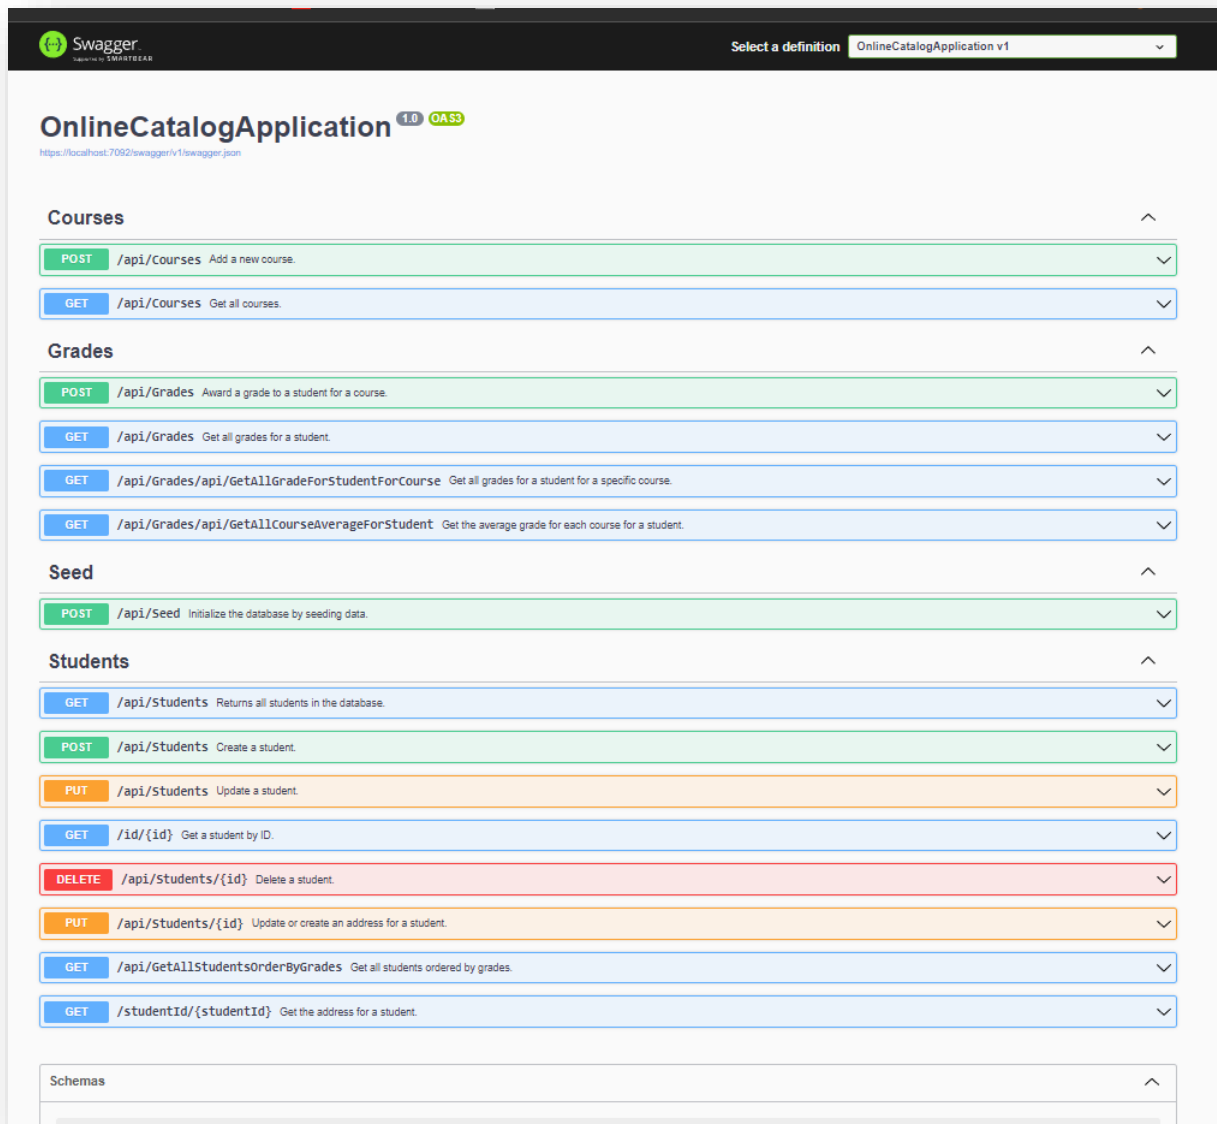 Swagger.
Supported by SMARTBEAR
Select a definition
OnlineCatalogApplication v1
OnlineCatalogApplication 1.0 OAS3
https://localhost:7092/swagger/v1/swagger.json
Courses
POST /api/Courses Add a new course.
GET /api/Courses Get all courses.
Grades
POST /api/Grades Award a grade to a student for a course.
GET /api/Grades Get all grades for a student.
GET /api/Grades/api/GetAllGradeForStudentForCourse Get all grades for a student for a specific course.
GET /api/Grades/api/GetAllCourseAverageForStudent Get the average grade for each course for a student.
Seed
POST /api/Seed Initialize the database by seeding data.
Students
GET /api/Students Returns all students in the database.
POST /api/Students Create a student.
PUT /api/Students Update a student.
GET /id/{id} Get a student by ID.
DELETE /api/Students/{id} Delete a student.
PUT /api/Students/{id} Update or create an address for a student.
GET /api/GetAllStudentsOrderByGrades Get all students ordered by grades.
GET /studentId/{studentId} Get the address for a student.
Schemas